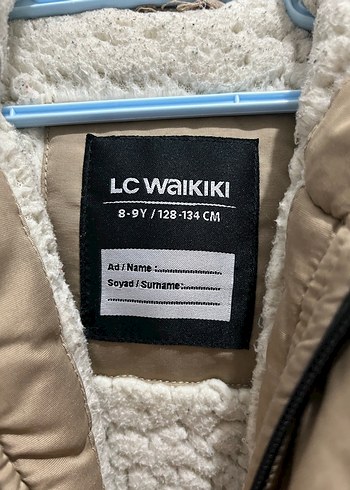 LC WAIKIKI
8-9Y / 128-134 CM
Ad / Name :........................
Soyad / Surname:.............
........................................